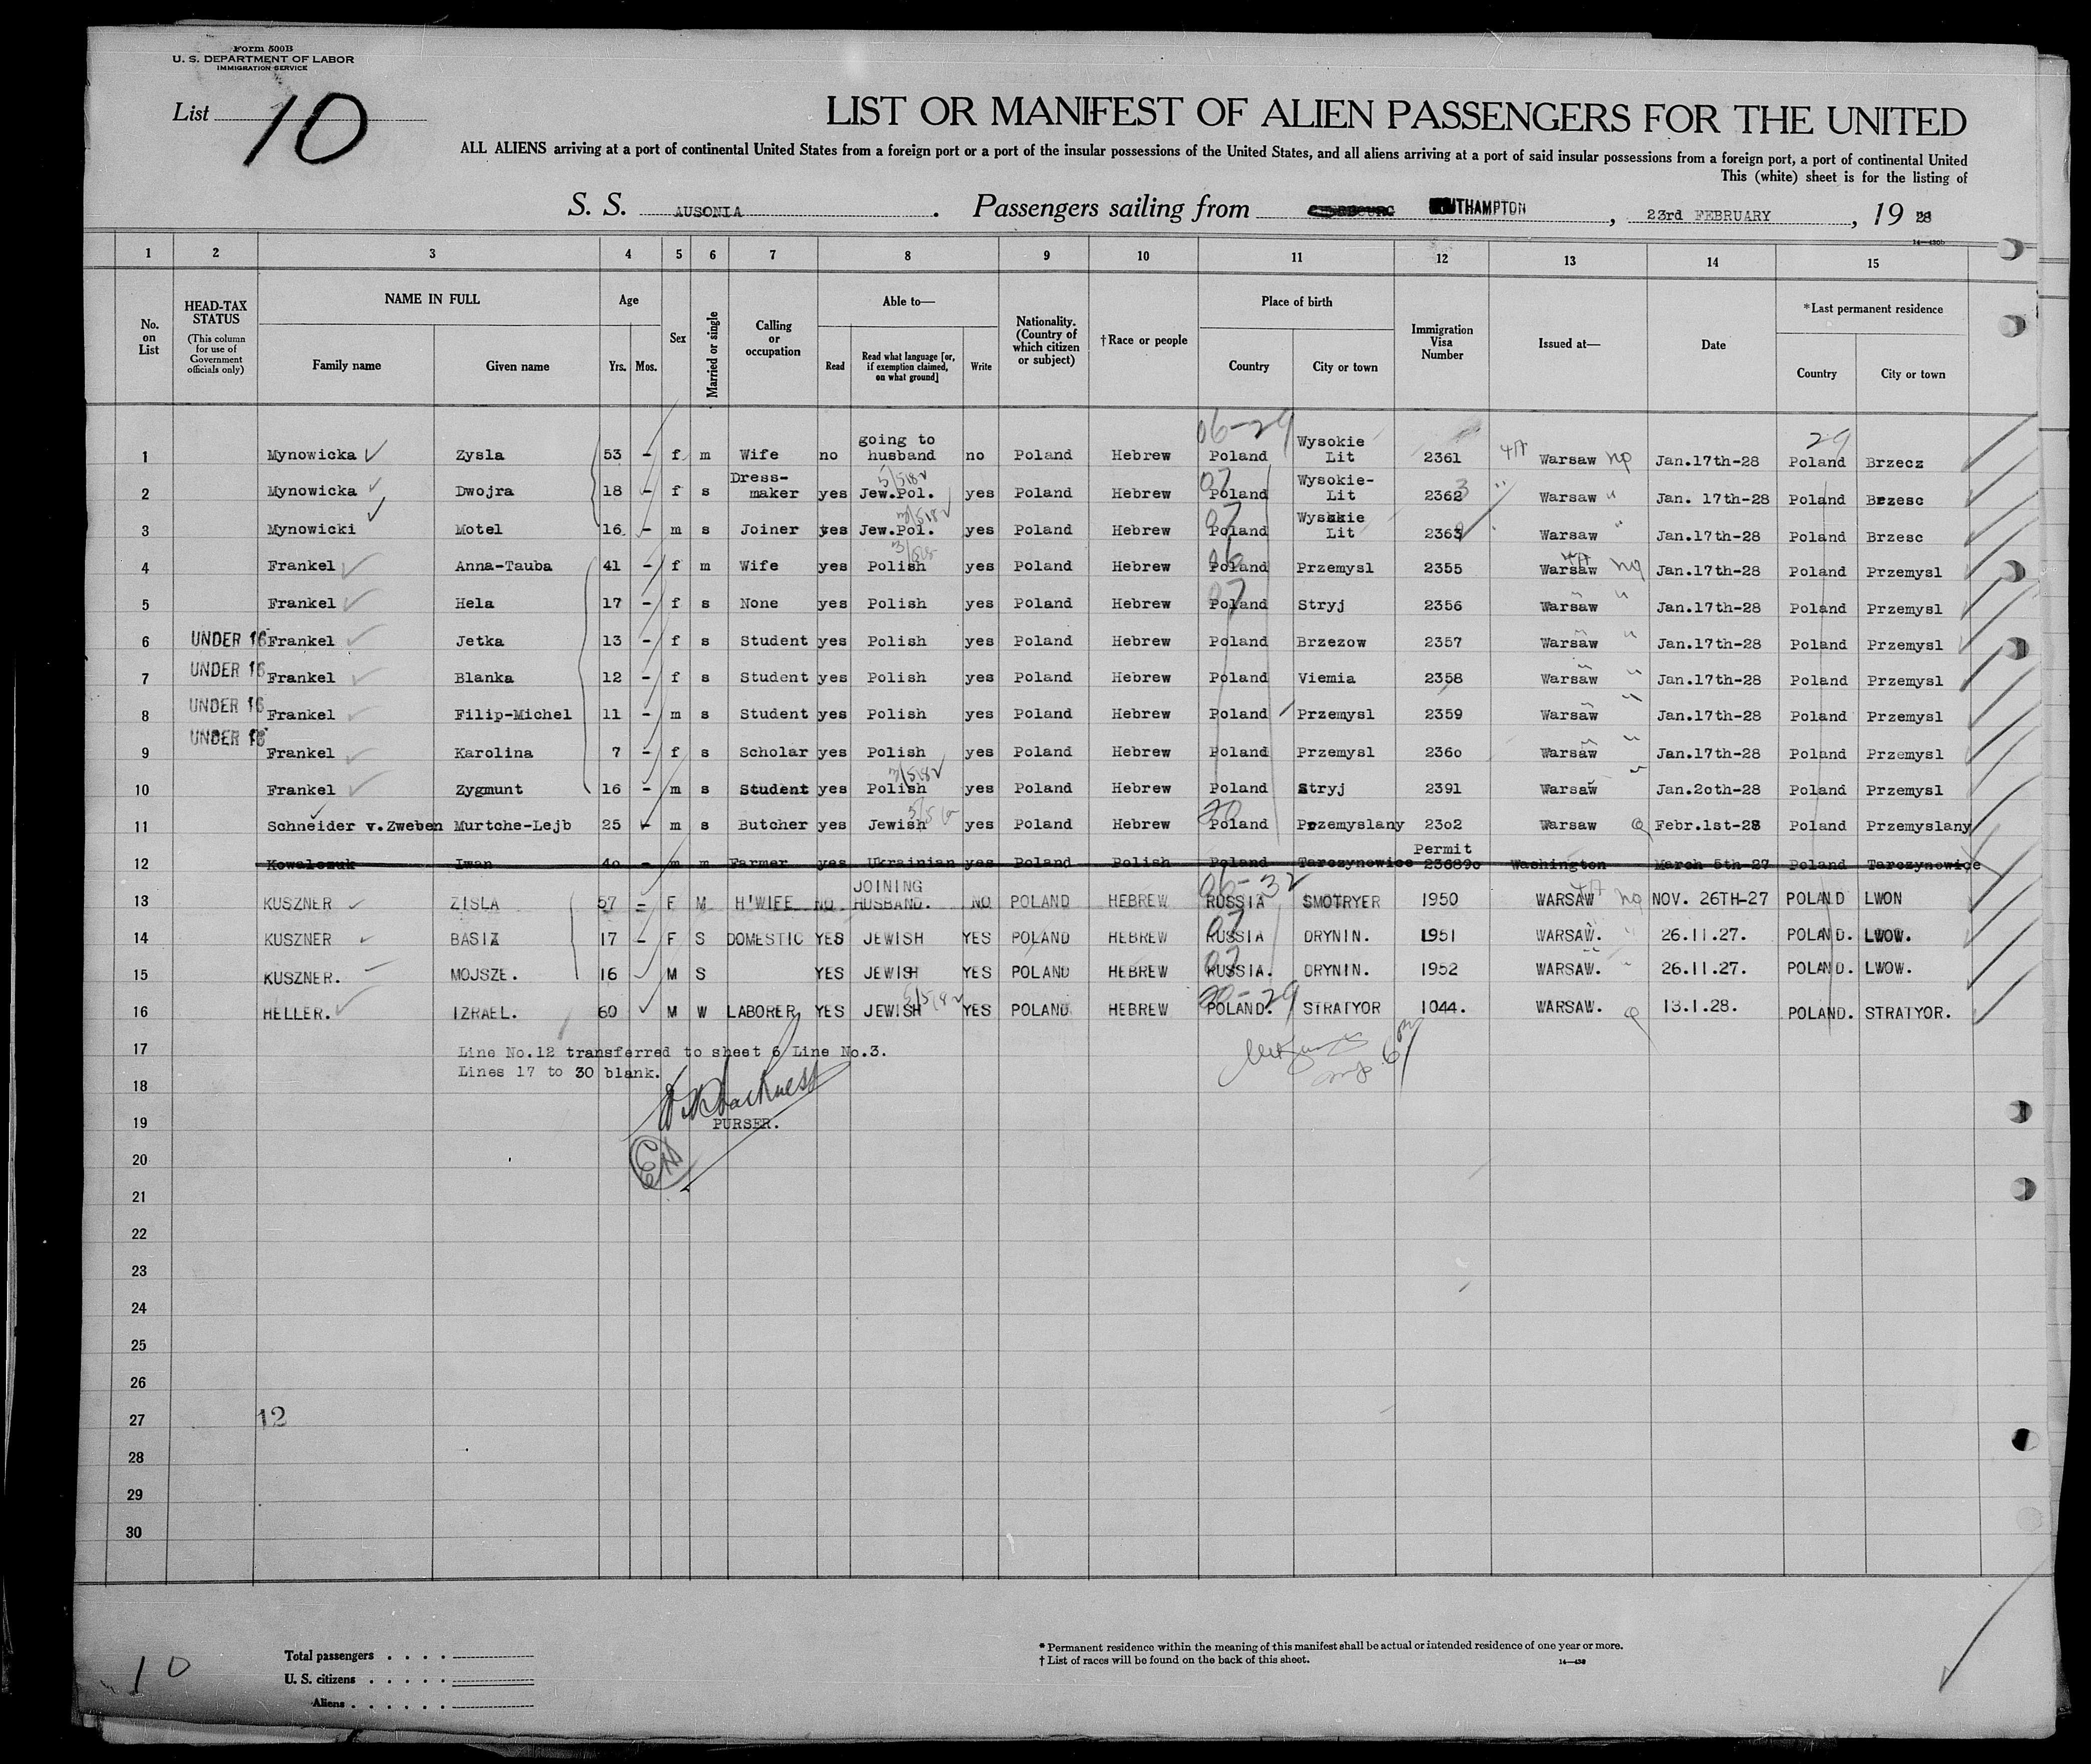 Form 500B
U. S. DEPARTMENT OF LABOR
IMMIGRATION SERVICE
List 10
LIST OR MANIFEST OF ALIEN PASSENGERS FOR THE UNITED
ALL ALIENS arriving at a port of continental United States from a foreign port or a port of the insular possessions of the United States, and all aliens arriving at a port of said insular possessions from a foreign port, a port of continental United
This (white) sheet is for the listing of
S. S. AUSONIA . Passengers sailing from SOUTHAMPTON , 23rd FEBRUARY , 19 28
14—430b
1 2 3 4 5 6 7 8 9 10 11 12 13 14 15
No. on List
HEAD-TAX STATUS
(This column for use of Government officials only)
NAME IN FULL
Family name Given name
Age
Yrs. Mos.
Sex
Married or single
Calling or occupation
Able to—
Read Read what language [or, if exemption claimed, on what ground] Write
Nationality. (Country of which citizen or subject)
†Race or people
Place of birth
Country City or town
Immigration Visa Number
Issued at—
Date
*Last permanent residence
Country City or town
06-29 29
1 Mynowicka Zysla 53 - f m Wife no going to husband no Poland Hebrew Poland Wysokie Lit 2361 Warsaw Jan.17th-28 Poland Brzecz
2 Mynowicka Dwojra 18 - f s Dress-maker yes Jew.Pol. yes Poland Hebrew 07 Poland Wysokie-Lit 2362 Warsaw " Jan. 17th-28 Poland Brzesc
3 Mynowicki Motel 16 - m s Joiner yes Jew.Pol. yes Poland Hebrew 07 Poland Wysokie Lit 2363 Warsaw " Jan.17th-28 Poland Brzesc
4 Frankel Anna-Tauba 41 - f m Wife yes Polish yes Poland Hebrew 06 Poland Przemysl 2355 Warsaw Jan.17th-28 Poland Przemysl
5 Frankel Hela 17 - f s None yes Polish yes Poland Hebrew 07 Poland Stryj 2356 Warsaw " Jan.17th-28 Poland Przemysl
6 UNDER 16 Frankel Jetka 13 - f s Student yes Polish yes Poland Hebrew Poland Brzezow 2357 Warsaw " Jan.17th-28 Poland Przemysl
7 UNDER 16 Frankel Blanka 12 - f s Student yes Polish yes Poland Hebrew Poland Viemia 2358 Warsaw " Jan.17th-28 Poland Przemysl
8 UNDER 16 Frankel Filip-Michel 11 - m s Student yes Polish yes Poland Hebrew Poland Przemysl 2359 Warsaw " Jan.17th-28 Poland Przemysl
9 UNDER 16 Frankel Karolina 7 - f s Scholar yes Polish yes Poland Hebrew Poland Przemysl 236o Warsaw " Jan.17th-28 Poland Przemysl
10 Frankel Zygmunt 16 - m s Student yes Polish yes Poland Hebrew Poland Stryj 2391 Warsaw Jan.2oth-28 Poland Przemysl
11 Schneider v.Zweben Murtche-Lejb 25 - m s Butcher yes Jewish yes Poland Hebrew Poland Przemyslany 23o2 Warsaw Febr.1st-28 Poland Przemyslany
12 Kowalczuk Iwan 4o - m m Farmer yes Ukrainian yes Poland Polish Poland Tarczynowice Permit 23689o Washington March 5th-27 Poland Tarczynowice
13 KUSZNER ZISLA 57 - F M H'WIFE NO JOINING HUSBAND. NO POLAND HEBREW 06-32 RUSSIA SMOTRYER 1950 WARSAW NOV. 26TH-27 POLAND LWON
14 KUSZNER BASIA 17 - F S DOMESTIC YES JEWISH YES POLAND HEBREW 07 RUSSIA DRYNIN. 1951 WARSAW. 26.11.27. POLAND. LWOW.
15 KUSZNER. MOJSZE. 16 M S YES JEWISH YES POLAND HEBREW 07 RUSSIA. DRYNIN. 1952 WARSAW. 26.11.27. POLAND. LWOW.
16 HELLER. IZRAEL. 60 M W LABORER YES JEWISH YES POLAND HEBREW POLAND. STRATYOR 1044. WARSAW. 13.1.28. POLAND. STRATYOR.
17 Line No.12 transferred to sheet 6 Line No.3.
Lines 17 to 30 blank.
18
19 PURSER.
20
21
22
23
24
25
26
27 12
28
29
30
Total passengers . . . .
U. S. citizens . . . . .
Aliens . . . . . .
* Permanent residence within the meaning of this manifest shall be actual or intended residence of one year or more.
† List of races will be found on the back of this sheet.
14—430
10